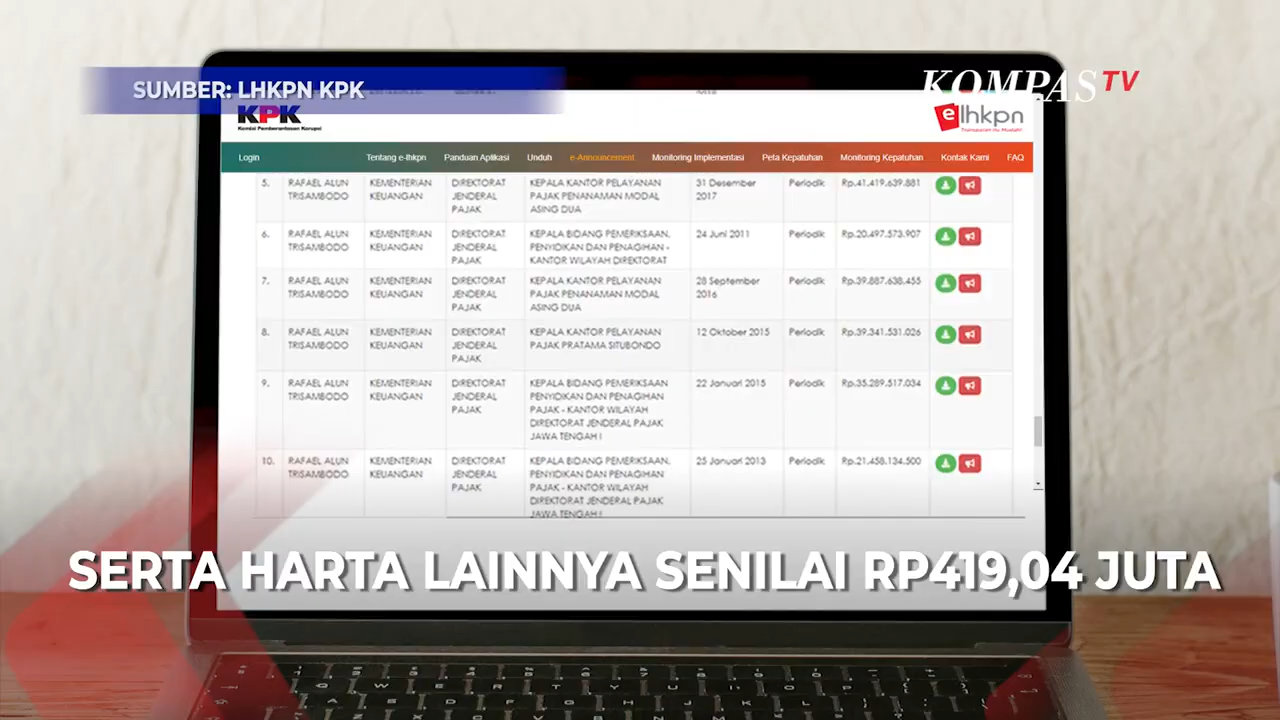 SUMBER: LHKPN KPK
KOMPAS TV
KPK
Komisi Pemberantasan Korupsi
elhkpn
Login Tentang e-lhkpn Panduan Aplikasi Unduh e-Announcement Monitoring Implementasi Peta Kepatuhan Monitoring Kepatuhan Kontak Kami FAQ
5. RAFAEL ALUN KEMENTERIAN DIREKTORAT KEPALA KANTOR PELAYANAN 31 Desember Periodik Rp.41.419.639.881
TRISAMBODO KEUANGAN JENDERAL PAJAK PENANAMAN MODAL 2017
PAJAK ASING DUA
6. RAFAEL ALUN KEMENTERIAN DIREKTORAT KEPALA BIDANG PEMERIKSAAN, 24 Juni 2011 Periodik Rp.20.497.573.907
TRISAMBODO KEUANGAN JENDERAL PENYIDIKAN DAN PENAGIHAN -
PAJAK KANTOR WILAYAH DIREKTORAT
7. RAFAEL ALUN KEMENTERIAN DIREKTORAT KEPALA KANTOR PELAYANAN 28 September Periodik Rp.39.887.638.455
TRISAMBODO KEUANGAN JENDERAL PAJAK PENANAMAN MODAL 2016
PAJAK ASING DUA
8. RAFAEL ALUN KEMENTERIAN DIREKTORAT KEPALA KANTOR PELAYANAN 12 Oktober 2015 Periodik Rp.39.341.531.026
TRISAMBODO KEUANGAN JENDERAL PAJAK PRATAMA SITUBONDO
PAJAK
9. RAFAEL ALUN KEMENTERIAN DIREKTORAT KEPALA BIDANG PEMERIKSAAN 22 Januari 2015 Periodik Rp.35.289.517.034
TRISAMBODO KEUANGAN JENDERAL PENYIDIKAN DAN PENAGIHAN
PAJAK PAJAK - KANTOR WILAYAH
DIREKTORAT JENDERAL PAJAK
JAWA TENGAH I
10. RAFAEL ALUN KEMENTERIAN DIREKTORAT KEPALA BIDANG PEMERIKSAAN, 25 Januari 2013 Periodik Rp.21.458.134.500
TRISAMBODO KEUANGAN JENDERAL PENYIDIKAN DAN PENAGIHAN
PAJAK PAJAK - KANTOR WILAYAH
DIREKTORAT JENDERAL PAJAK
JAWA TENGAH I
SERTA HARTA LAINNYA SENILAI RP419,04 JUTA